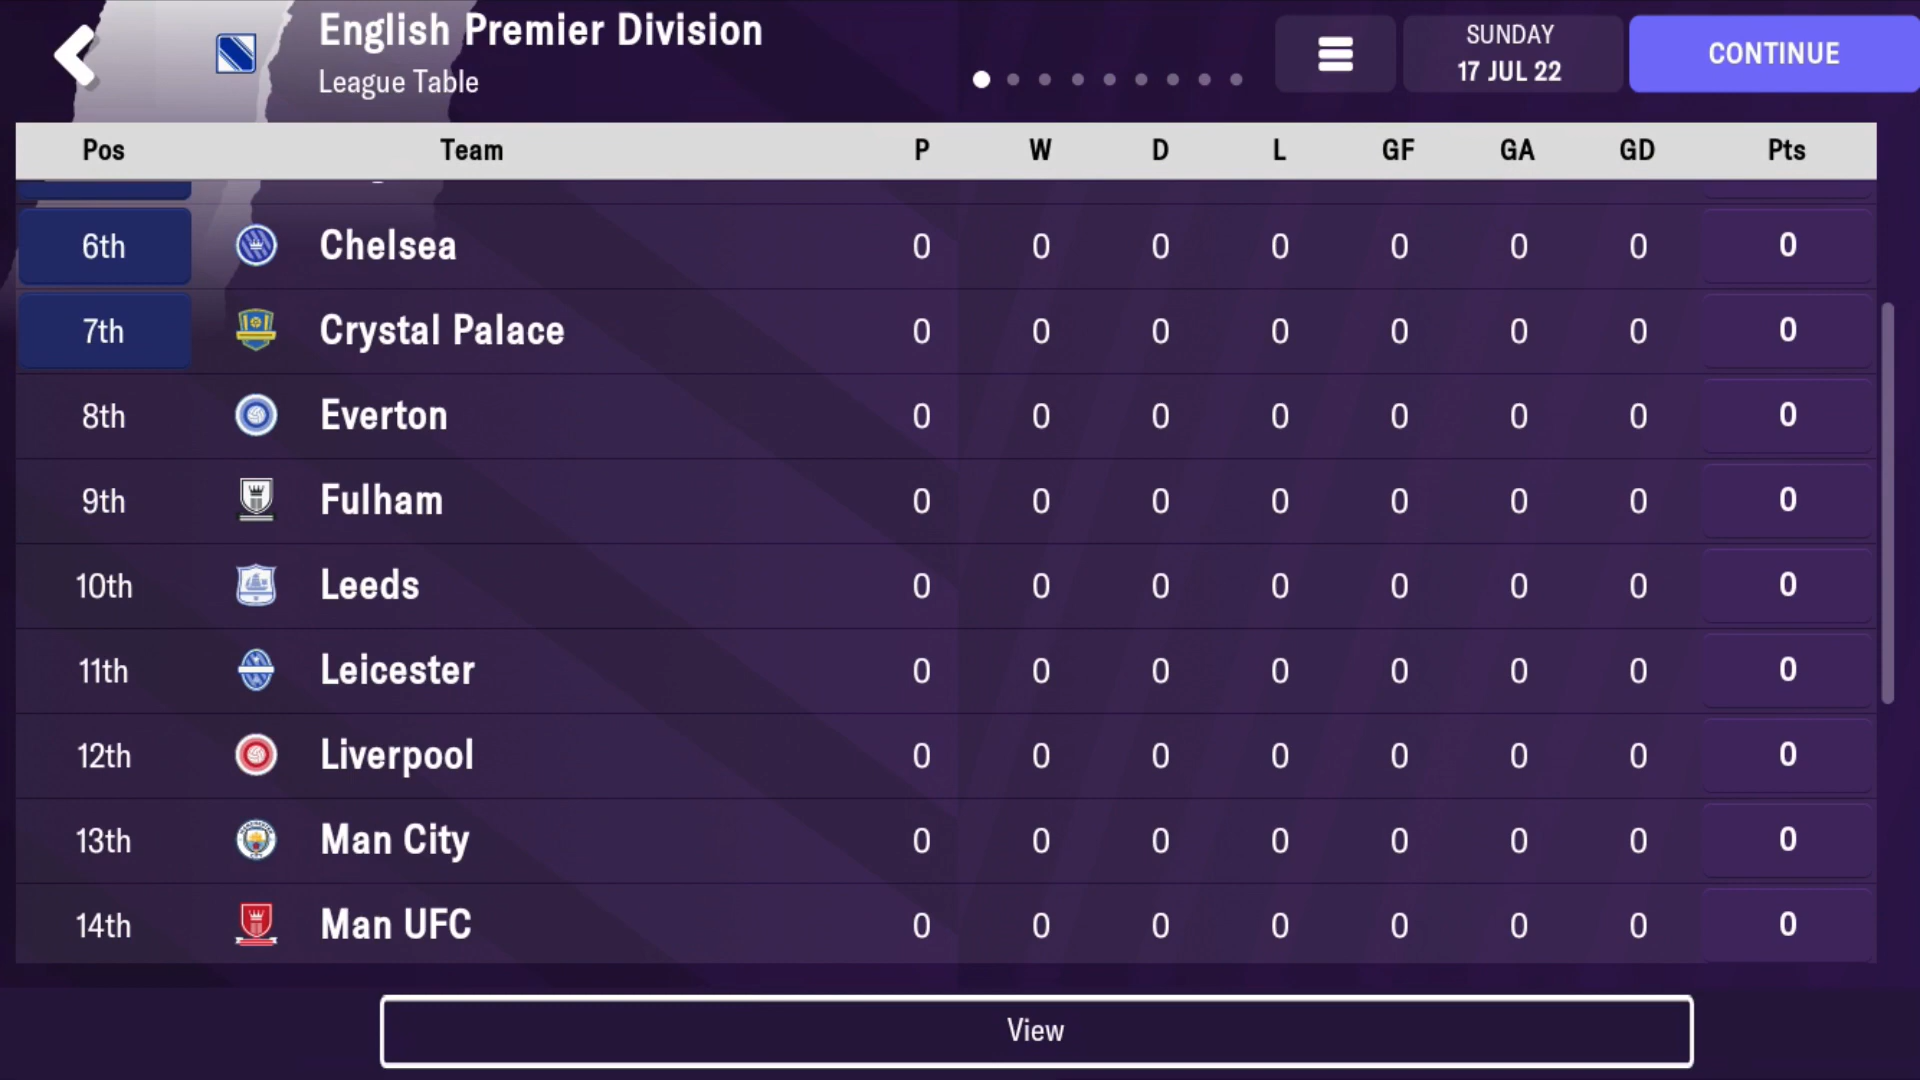 English Premier Division
League Table
SUNDAY
17 JUL 22
CONTINUE
Pos Team P W D L GF GA GD Pts
6th Chelsea 0 0 0 0 0 0 0 0
7th Crystal Palace 0 0 0 0 0 0 0 0
8th Everton 0 0 0 0 0 0 0 0
9th Fulham 0 0 0 0 0 0 0 0
10th Leeds 0 0 0 0 0 0 0 0
11th Leicester 0 0 0 0 0 0 0 0
12th Liverpool 0 0 0 0 0 0 0 0
13th Man City 0 0 0 0 0 0 0 0
14th Man UFC 0 0 0 0 0 0 0 0
View